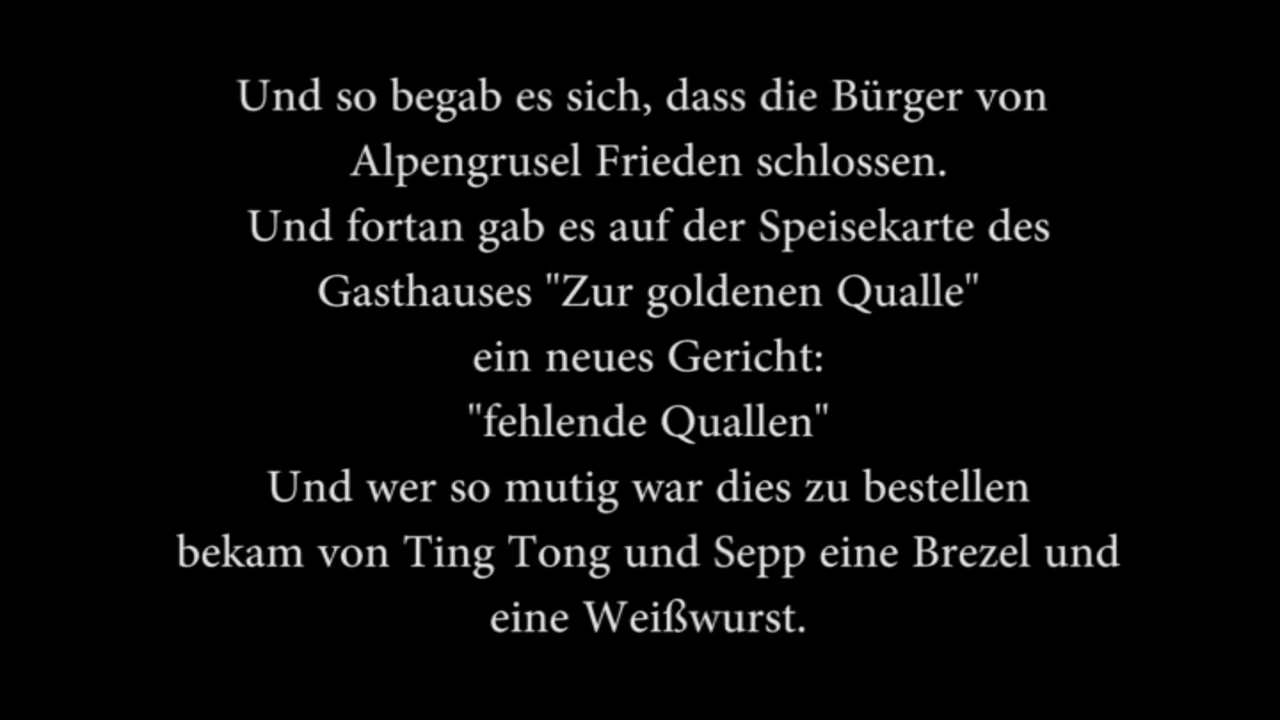 Und so begab es sich, dass die Bürger von
Alpengrusel Frieden schlossen.
Und fortan gab es auf der Speisekarte des
Gasthauses "Zur goldenen Qualle"
ein neues Gericht:
"fehlende Quallen"
Und wer so mutig war dies zu bestellen
bekam von Ting Tong und Sepp eine Brezel und
eine Weißwurst.